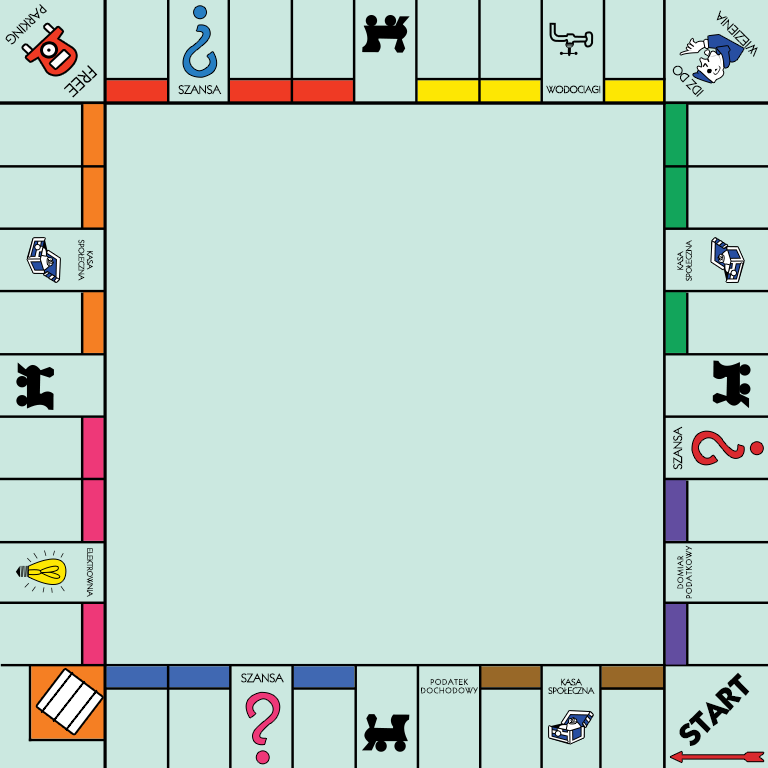 FREE
PARKING
SZANSA
WODOCIĄGI
IDŹ DO
WIĘZIENIA
KASA
SPOŁECZNA
KASA
SPOŁECZNA
SZANSA
ELEKTROWNIA
DOMIAR
PODATKOWY
SZANSA
PODATEK
DOCHODOWY
KASA
SPOŁECZNA
START